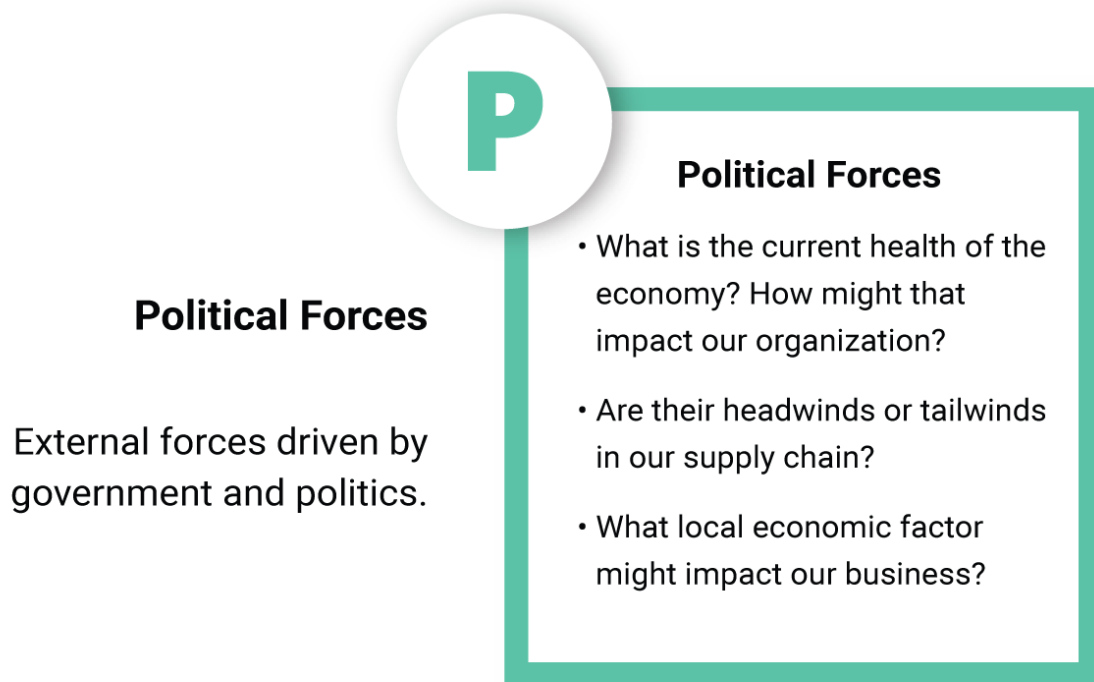 P
Political Forces
External forces driven by
government and politics.
Political Forces
• What is the current health of the
economy? How might that
impact our organization?
• Are their headwinds or tailwinds
in our supply chain?
• What local economic factor
might impact our business?